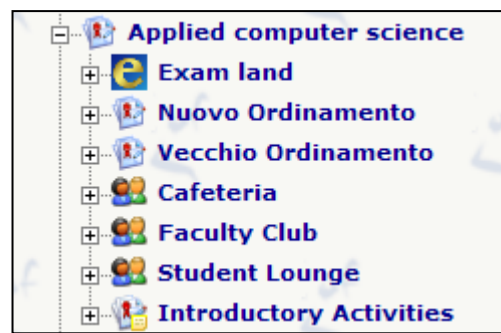 Applied computer science
Exam land
Nuovo Ordinamento
Vecchio Ordinamento
Cafeteria
Faculty Club
Student Lounge
Introductory Activities